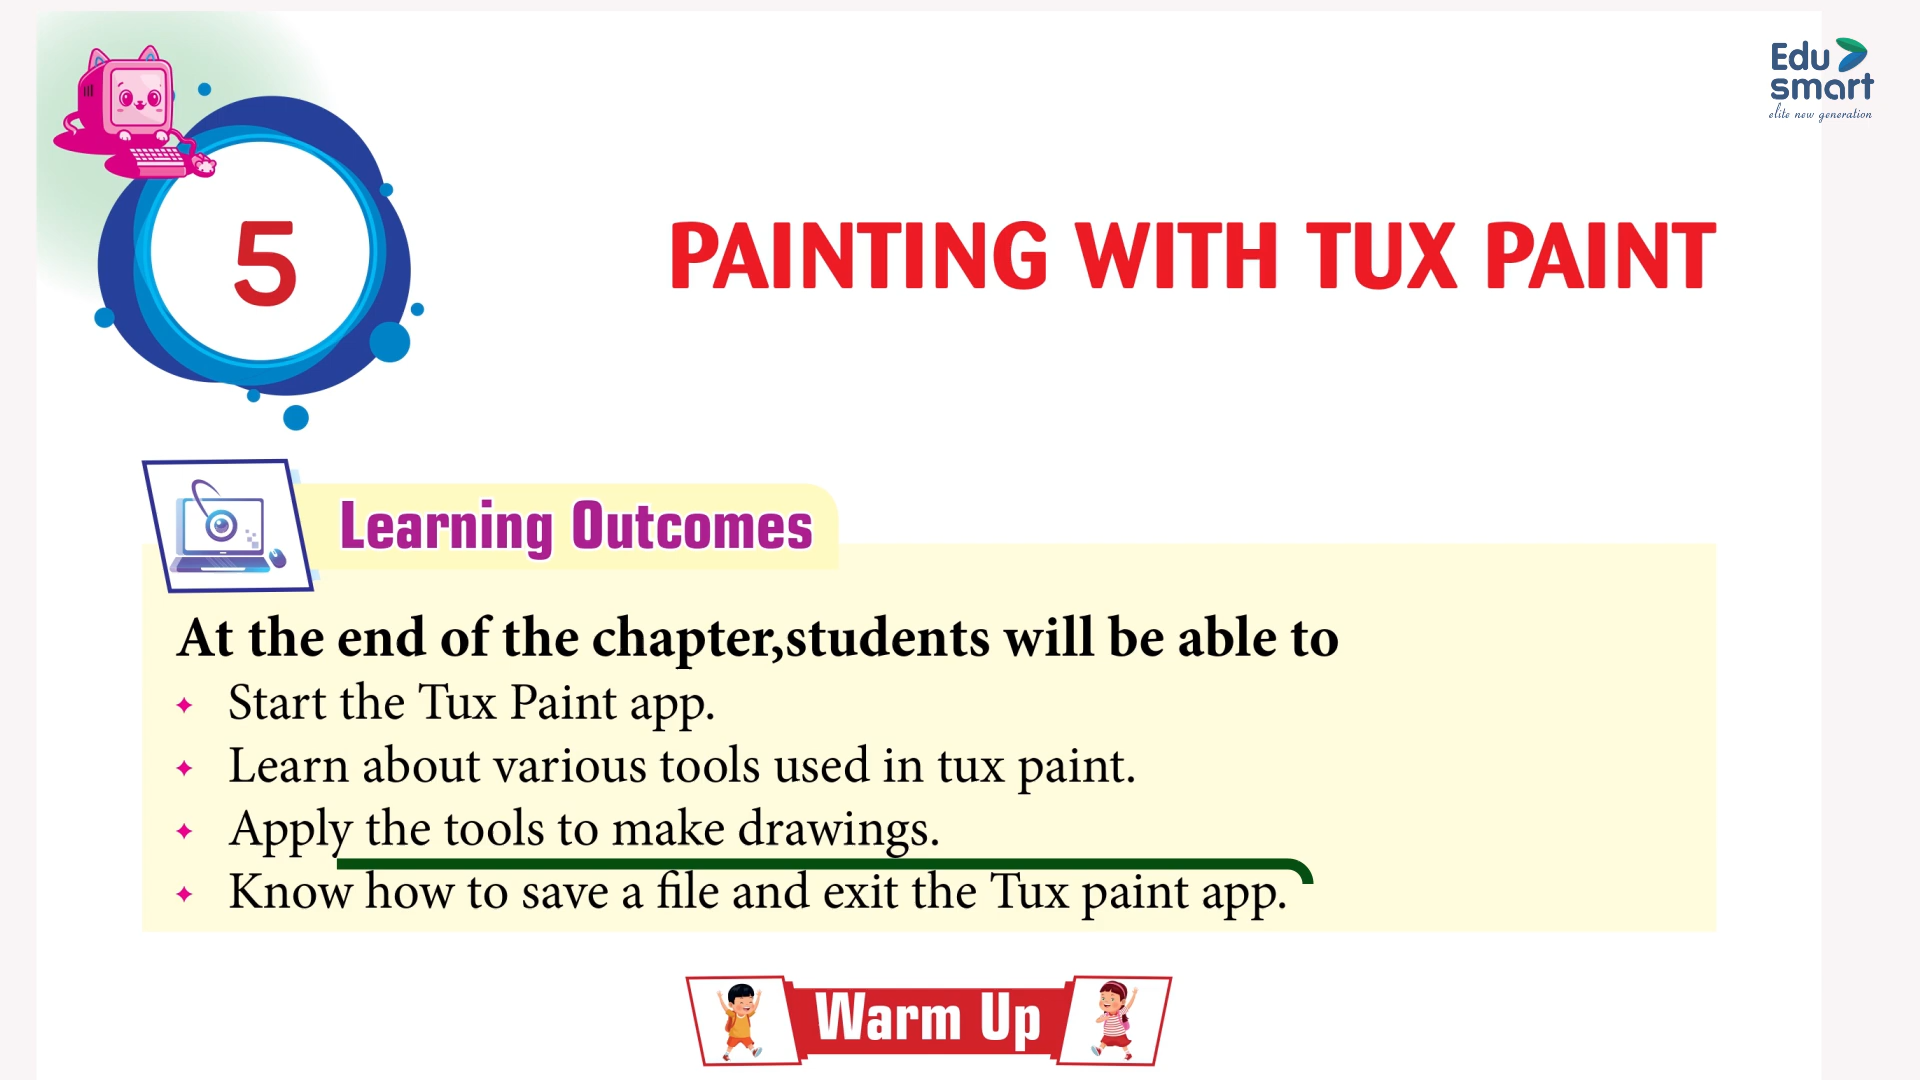 Edu
smart
elite new generation
5
PAINTING WITH TUX PAINT
Learning Outcomes
At the end of the chapter,students will be able to
Start the Tux Paint app.
Learn about various tools used in tux paint.
Apply the tools to make drawings.
Know how to save a file and exit the Tux paint app.
Warm Up